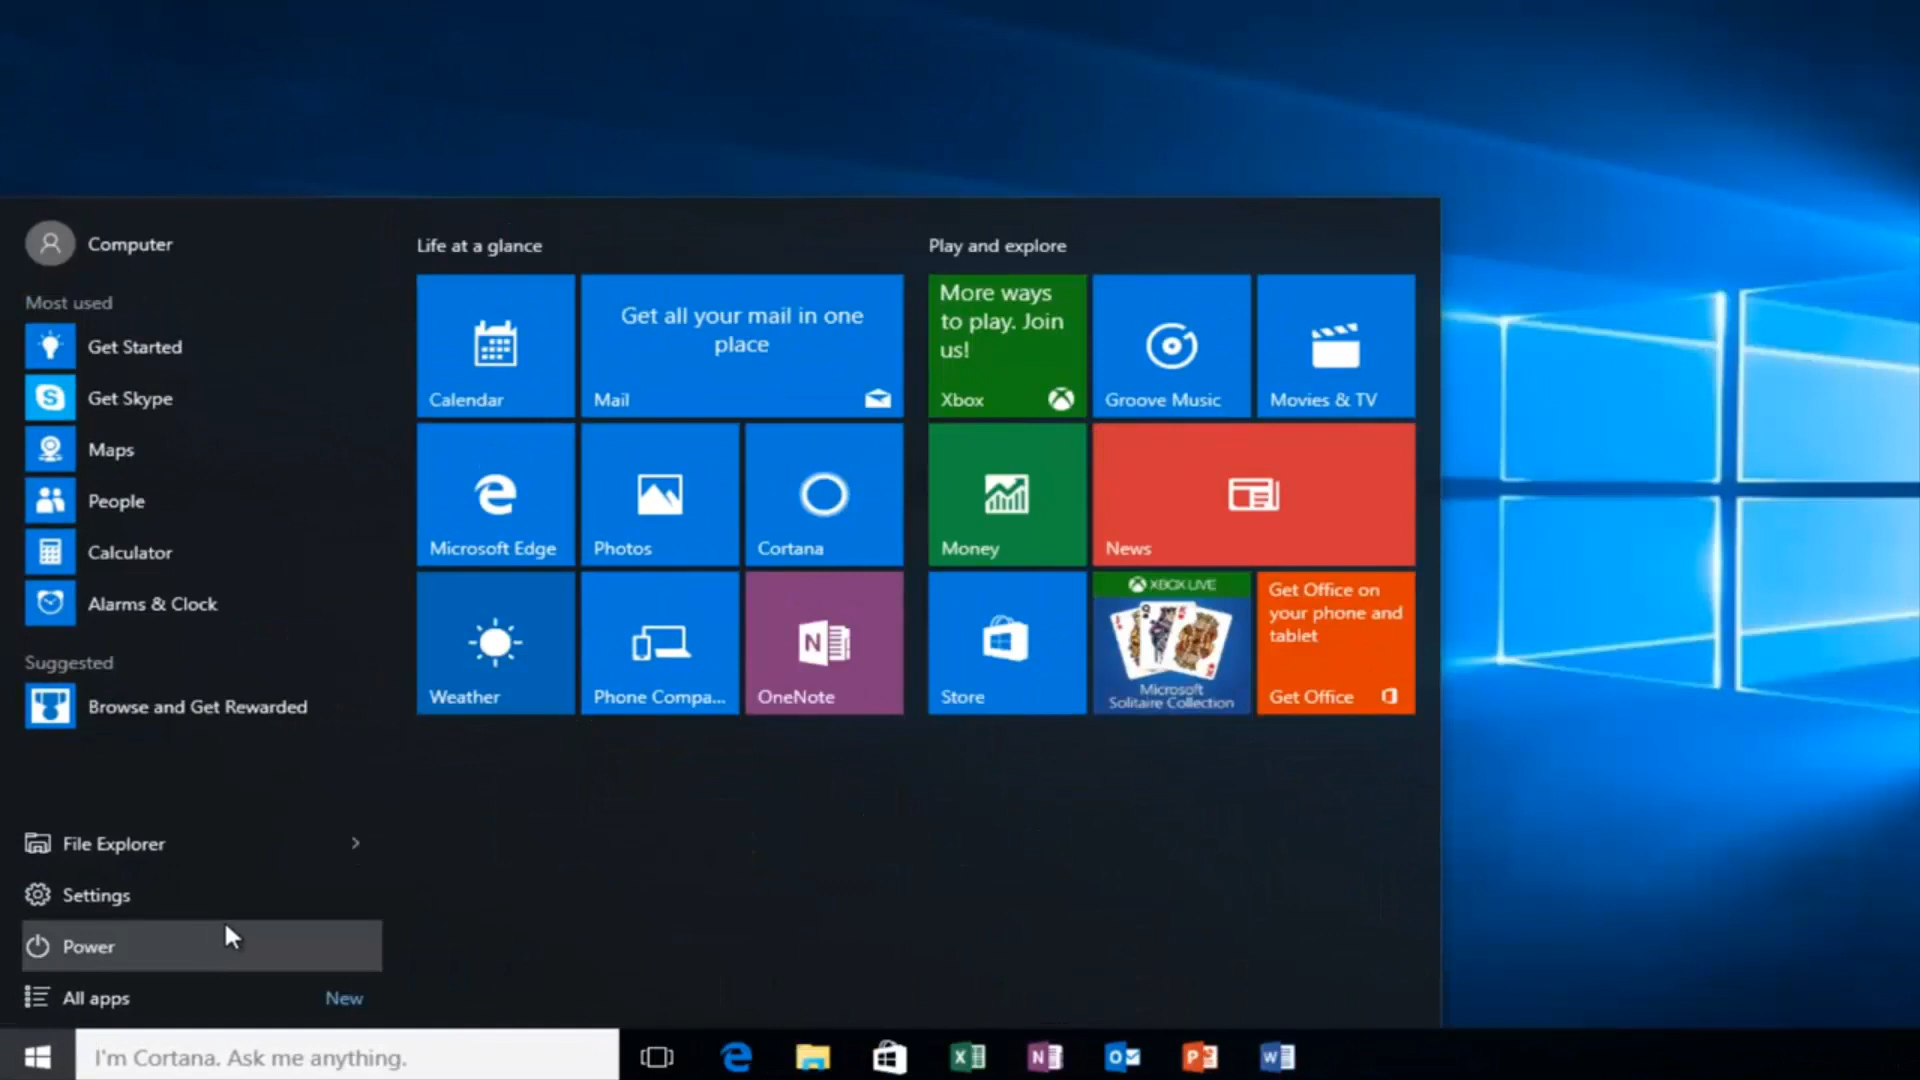 Computer
Most used
Get Started
Get Skype
Maps
People
Calculator
Alarms & Clock
Suggested
Browse and Get Rewarded
File Explorer
Settings
Power
All apps
New
Life at a glance
Calendar
Get all your mail in one
place
Mail
Microsoft Edge
Photos
Cortana
Weather
Phone Compa...
OneNote
Play and explore
More ways
to play. Join
us!
Xbox
Groove Music
Movies & TV
Money
News
Store
XBOX LIVE
Microsoft
Solitaire Collection
Get Office on
your phone and
tablet
Get Office
I'm Cortana. Ask me anything.